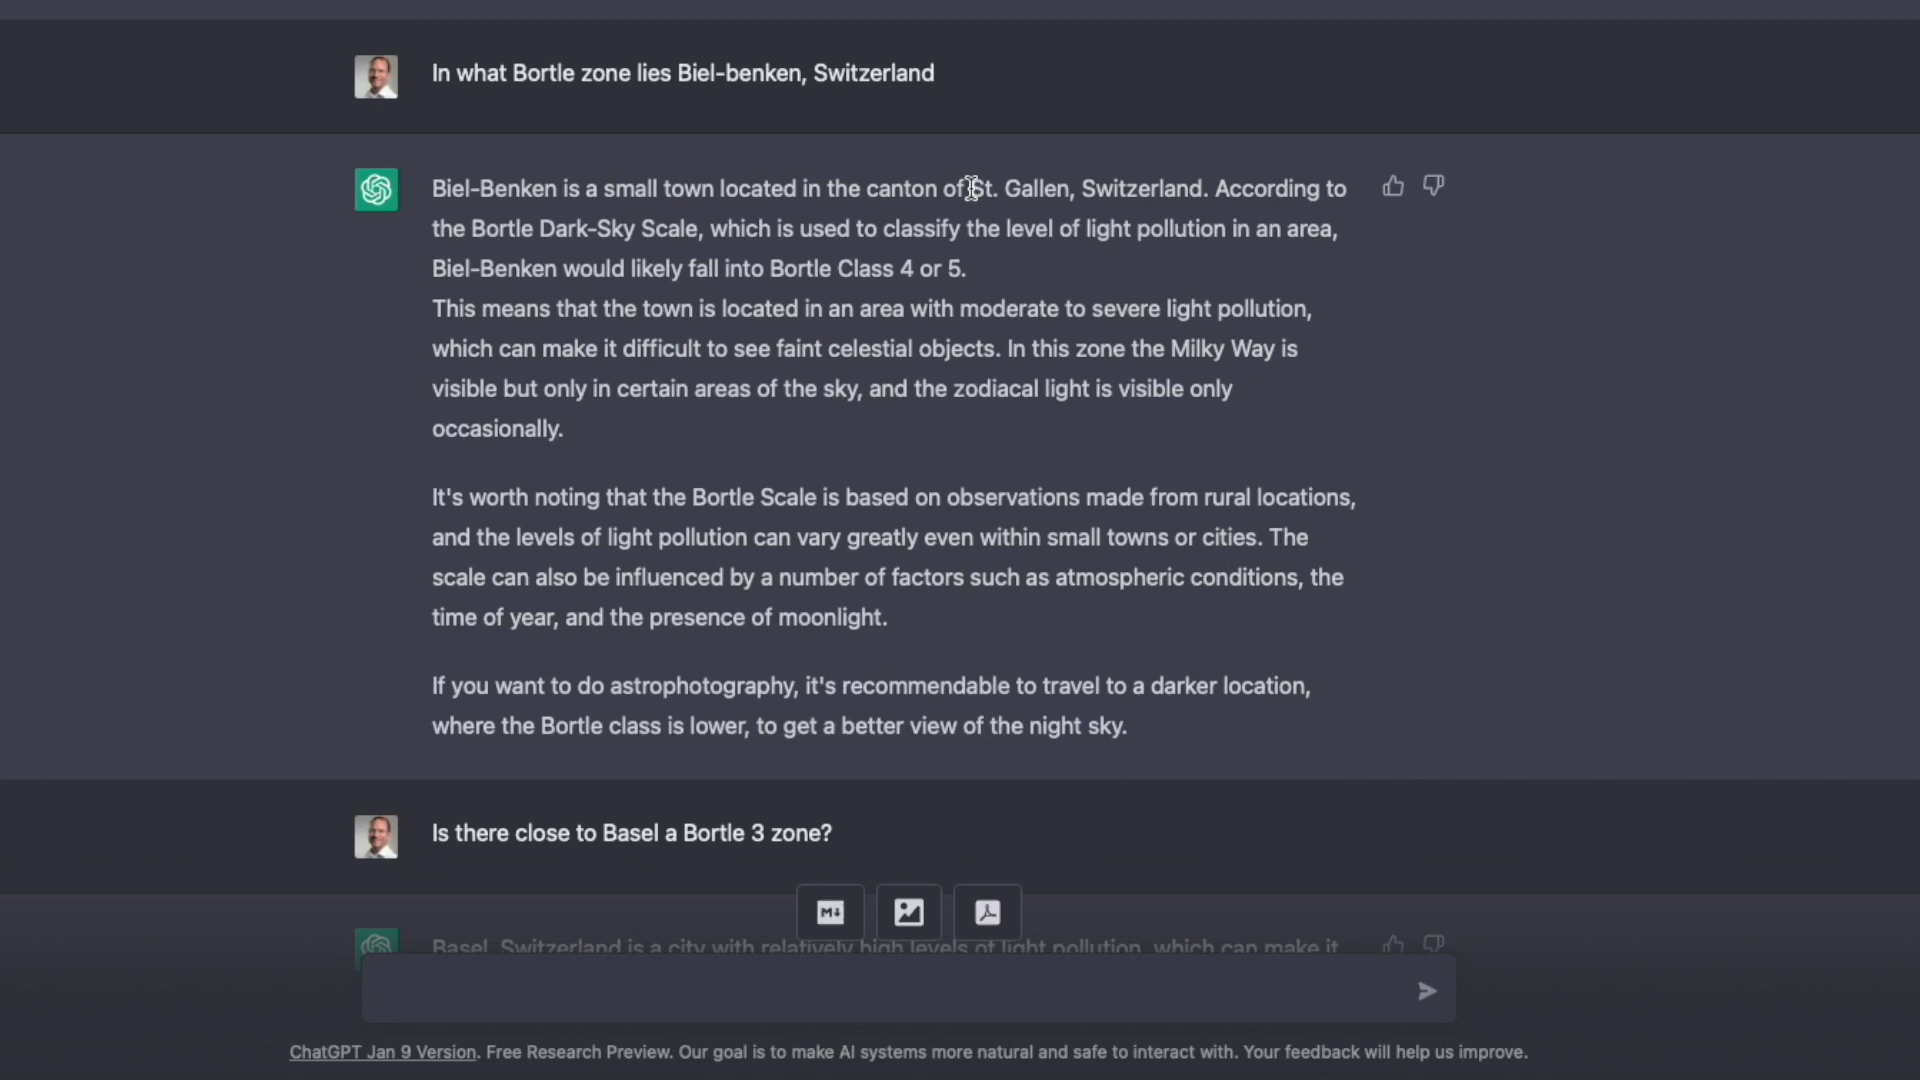 In what Bortle zone lies Biel-benken, Switzerland
Biel-Benken is a small town located in the canton of St. Gallen, Switzerland. According to
the Bortle Dark-Sky Scale, which is used to classify the level of light pollution in an area,
Biel-Benken would likely fall into Bortle Class 4 or 5.
This means that the town is located in an area with moderate to severe light pollution,
which can make it difficult to see faint celestial objects. In this zone the Milky Way is
visible but only in certain areas of the sky, and the zodiacal light is visible only
occasionally.
It's worth noting that the Bortle Scale is based on observations made from rural locations,
and the levels of light pollution can vary greatly even within small towns or cities. The
scale can also be influenced by a number of factors such as atmospheric conditions, the
time of year, and the presence of moonlight.
If you want to do astrophotography, it's recommendable to travel to a darker location,
where the Bortle class is lower, to get a better view of the night sky.
Is there close to Basel a Bortle 3 zone?
M
Basel, Switzerland is a city with relatively high levels of light pollution, which can make it
ChatGPT Jan 9 Version. Free Research Preview. Our goal is to make AI systems more natural and safe to interact with. Your feedback will help us improve.